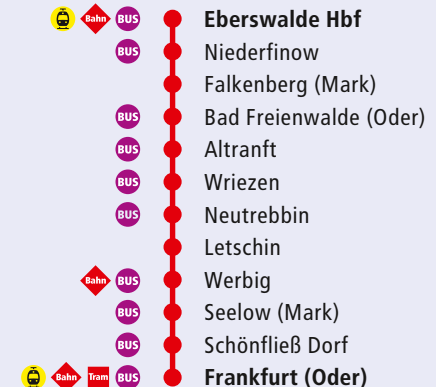 Bahn BUS Eberswalde Hbf
BUS Niederfinow
Falkenberg (Mark)
BUS Bad Freienwalde (Oder)
BUS Altranft
BUS Wriezen
BUS Neutrebbin
Letschin
Bahn BUS Werbig
BUS Seelow (Mark)
BUS Schönfließ Dorf
Bahn Tram BUS Frankfurt (Oder)